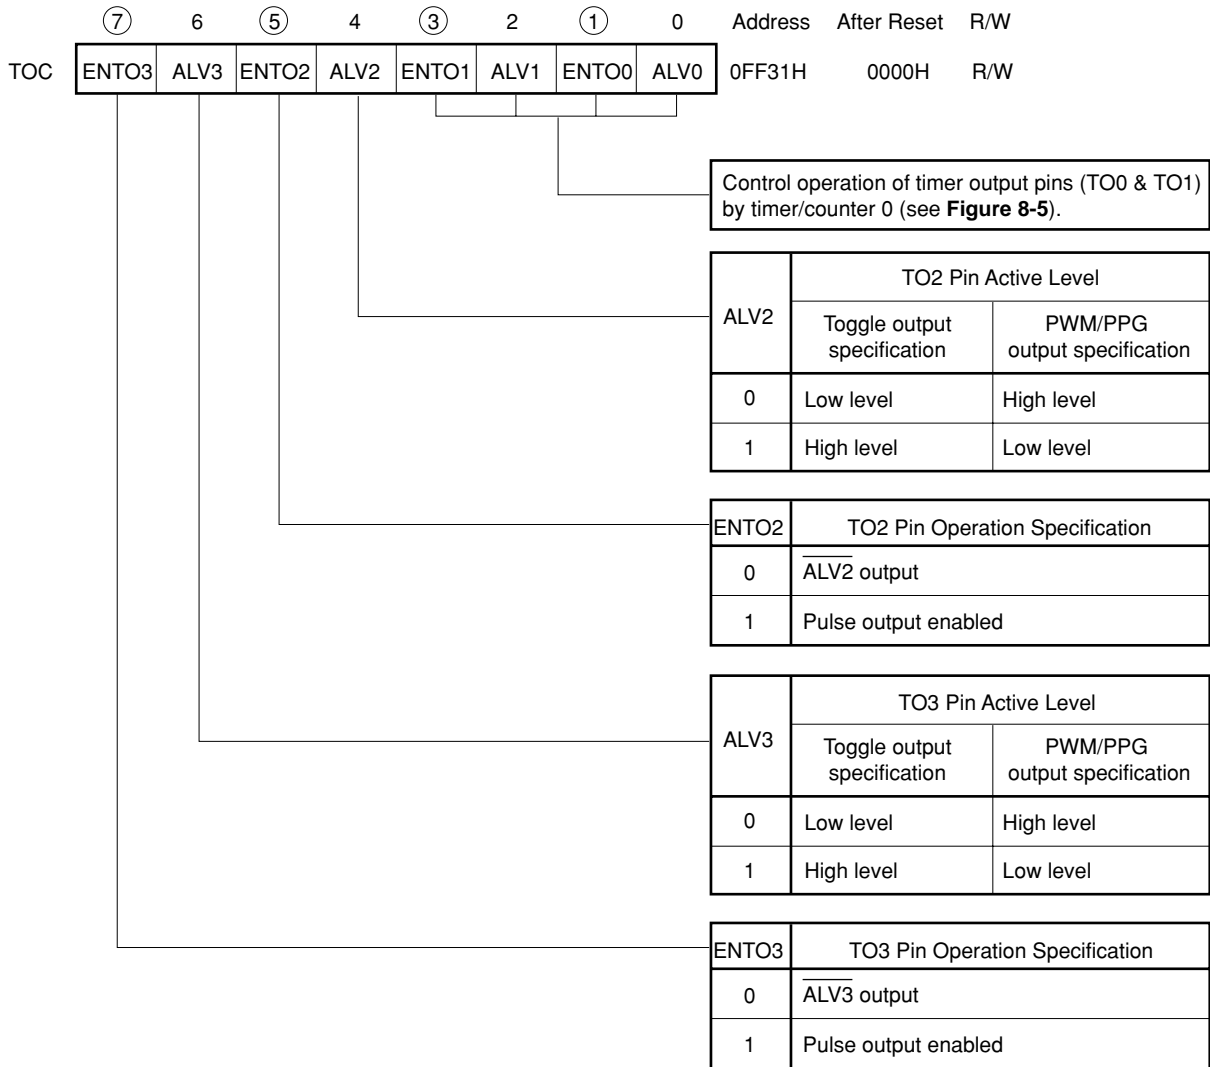 ⑦ 6 ⑤ 4 ③ 2 ① 0 Address After Reset R/W
TOC ENTO3 ALV3 ENTO2 ALV2 ENTO1 ALV1 ENTO0 ALV0 0FF31H 0000H R/W
Control operation of timer output pins (TO0 & TO1)
by timer/counter 0 (see Figure 8-5).
ALV2 TO2 Pin Active Level
Toggle output specification PWM/PPG output specification
0 Low level High level
1 High level Low level
ENTO2 TO2 Pin Operation Specification
0 A̅L̅V̅2̅ output
1 Pulse output enabled
ALV3 TO3 Pin Active Level
Toggle output specification PWM/PPG output specification
0 Low level High level
1 High level Low level
ENTO3 TO3 Pin Operation Specification
0 A̅L̅V̅3̅ output
1 Pulse output enabled